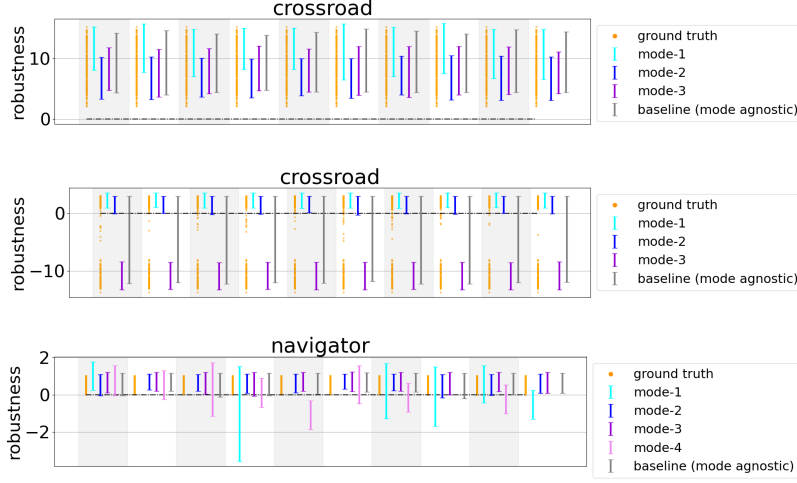 crossroad
robustness
10
0
ground truth
mode-1
mode-2
mode-3
baseline (mode agnostic)
crossroad
robustness
0
−10
ground truth
mode-1
mode-2
mode-3
baseline (mode agnostic)
navigator
robustness
2
0
−2
ground truth
mode-1
mode-2
mode-3
mode-4
baseline (mode agnostic)